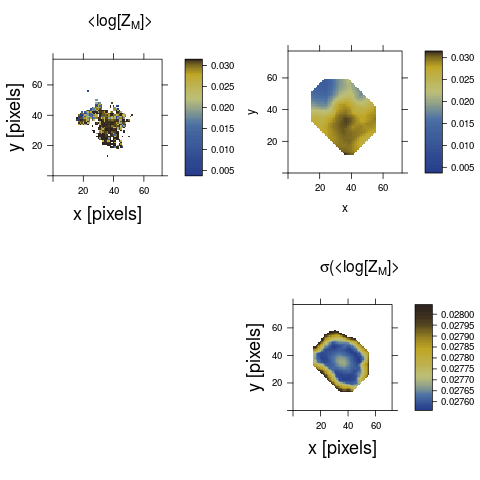 <log[Z_M]>
0.030
0.025
0.020
0.015
0.010
0.005
60
40
20
y [pixels]
20 40 60
x [pixels]
0.030
0.025
0.020
0.015
0.010
0.005
60
40
20
y
20 40 60
x
σ(<log[Z_M]>
0.02800
0.02795
0.02790
0.02785
0.02780
0.02775
0.02770
0.02765
0.02760
60
40
20
y [pixels]
20 40 60
x [pixels]